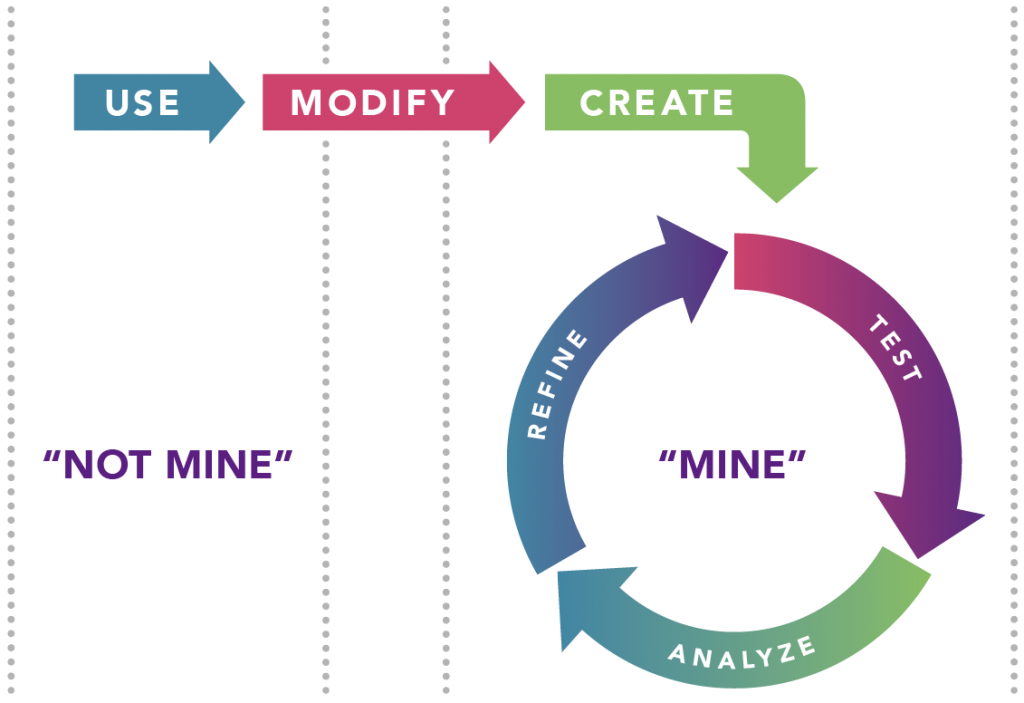 USE
MODIFY
CREATE
TEST
REFINE
“NOT MINE”
“MINE”
ANALYZE